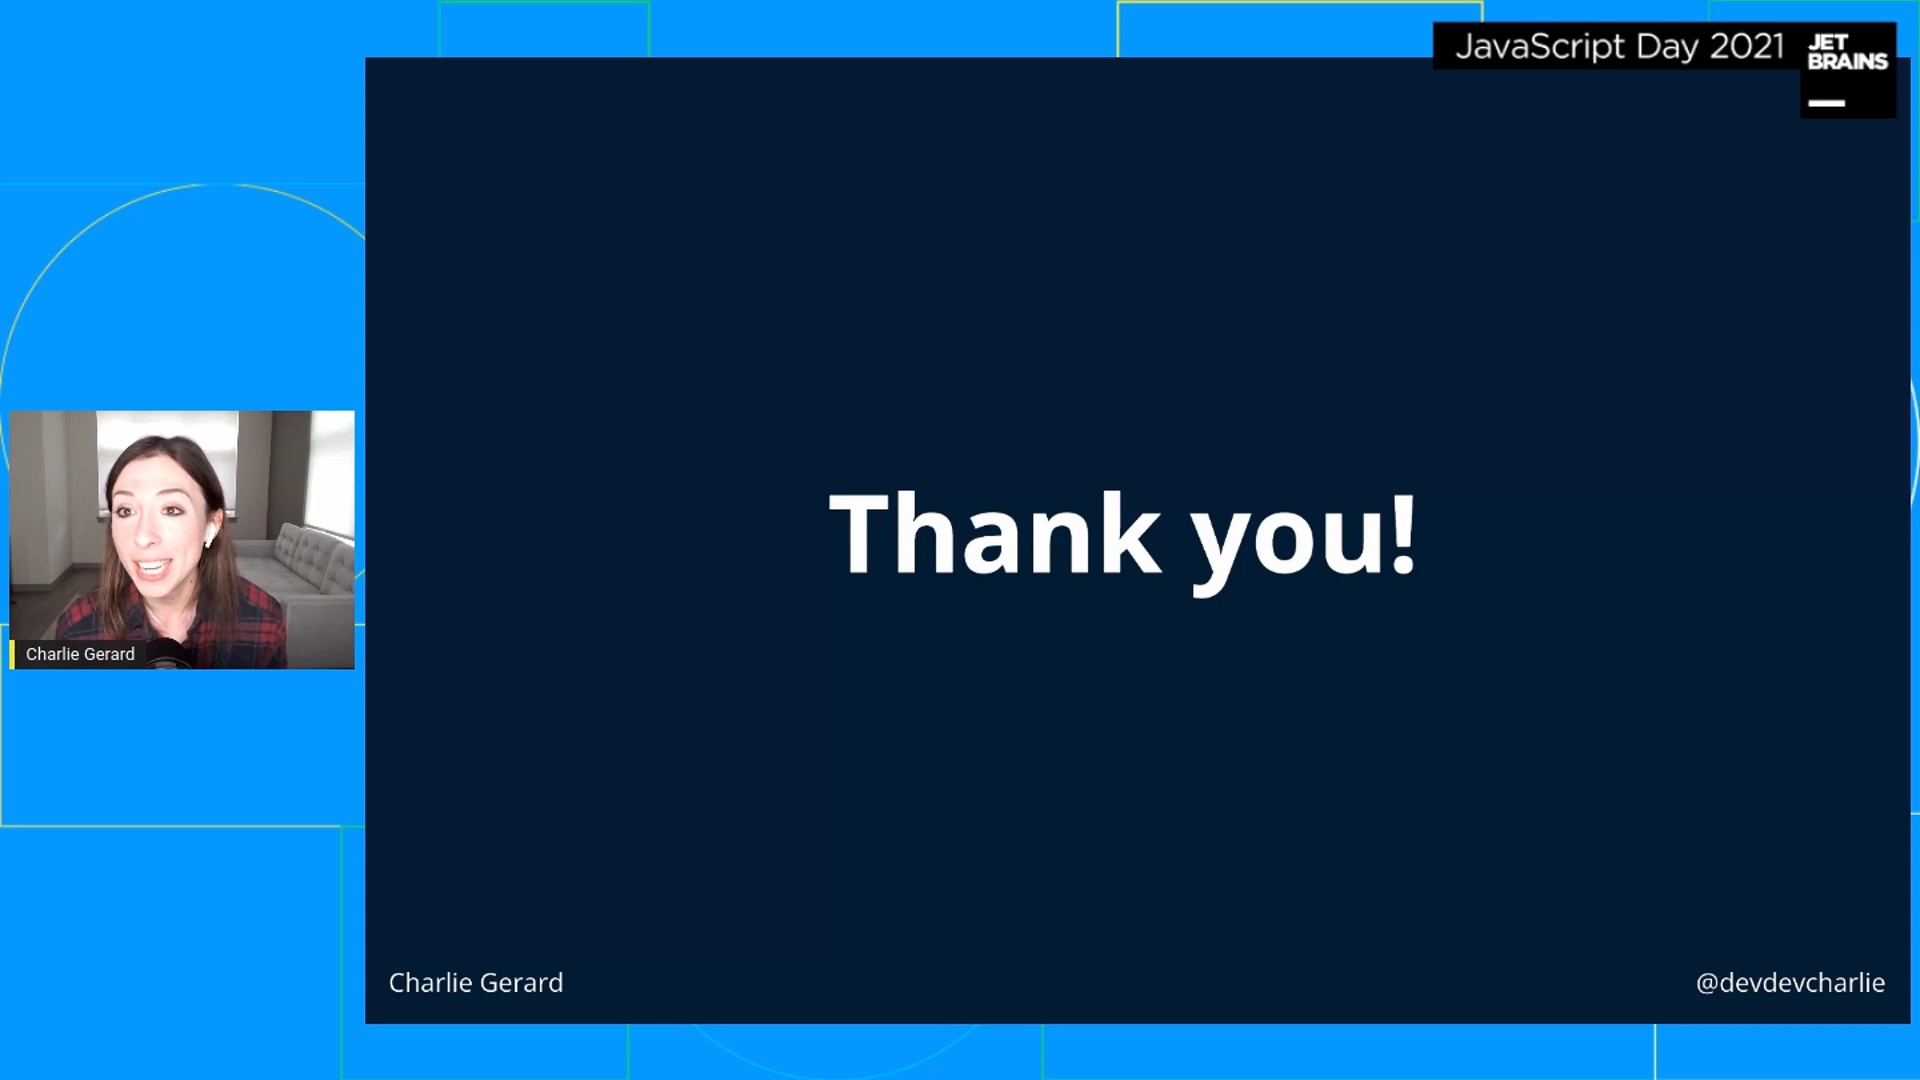 JavaScript Day 2021
JET
BRAINS
Thank you!
Charlie Gerard
Charlie Gerard
@devdevcharlie